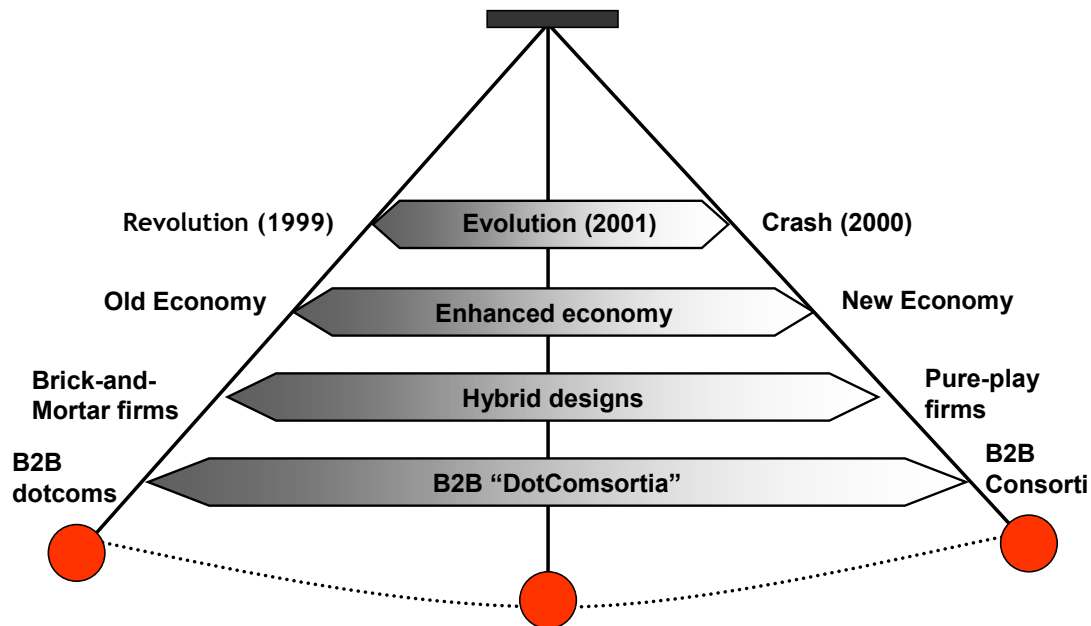 Revolution (1999)
Evolution (2001)
Crash (2000)
Old Economy
Enhanced economy
New Economy
Brick-and-
Mortar firms
Hybrid designs
Pure-play
firms
B2B
dotcoms
B2B “DotComsortia”
B2B
Consorti